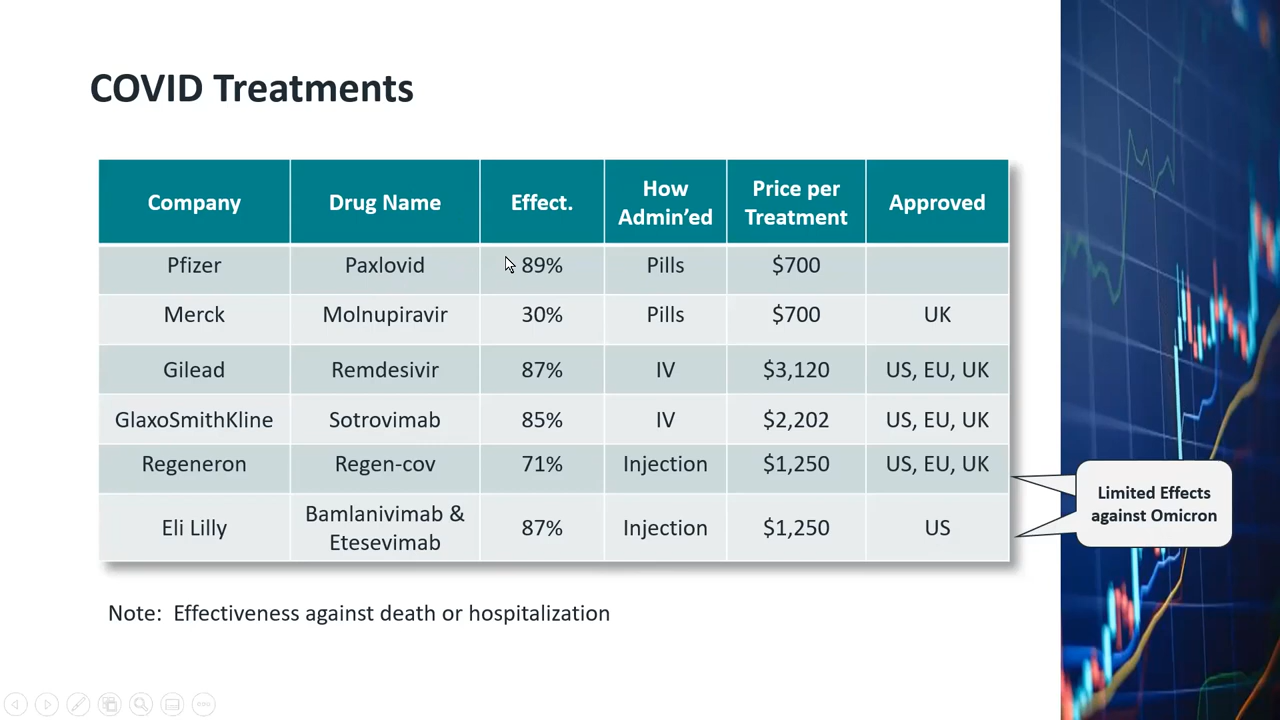 COVID Treatments
Company Drug Name Effect. How Admin'ed Price per Treatment Approved
Pfizer Paxlovid 89% Pills $700
Merck Molnupiravir 30% Pills $700 UK
Gilead Remdesivir 87% IV $3,120 US, EU, UK
GlaxoSmithKline Sotrovimab 85% IV $2,202 US, EU, UK
Regeneron Regen-cov 71% Injection $1,250 US, EU, UK
Eli Lilly Bamlanivimab & Etesevimab 87% Injection $1,250 US
Limited Effects
against Omicron
Note: Effectiveness against death or hospitalization